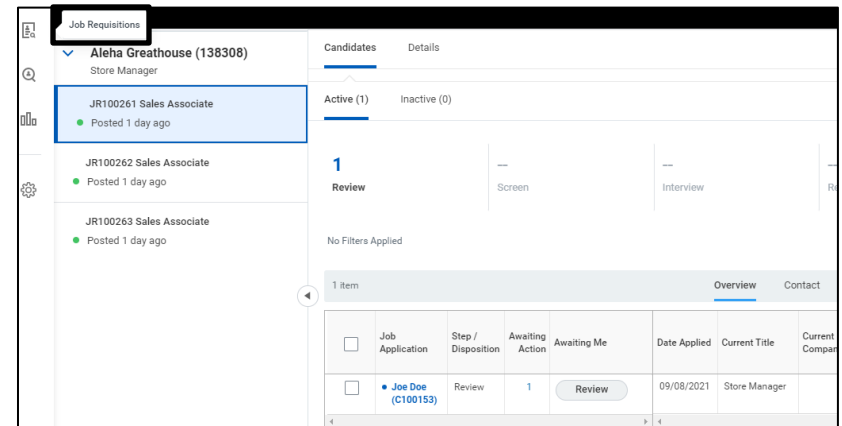 Job Requisitions
Aleha Greathouse (138308)
Store Manager
JR100261 Sales Associate
Posted 1 day ago
JR100262 Sales Associate
Posted 1 day ago
JR100263 Sales Associate
Posted 1 day ago
Candidates Details
Active (1) Inactive (0)
1 -- -- --
Review Screen Interview Re
No Filters Applied
1 item Overview Contact
Job Application Step / Disposition Awaiting Action Awaiting Me Date Applied Current Title Current Compan
Joe Doe (C100153) Review 1 Review 09/08/2021 Store Manager